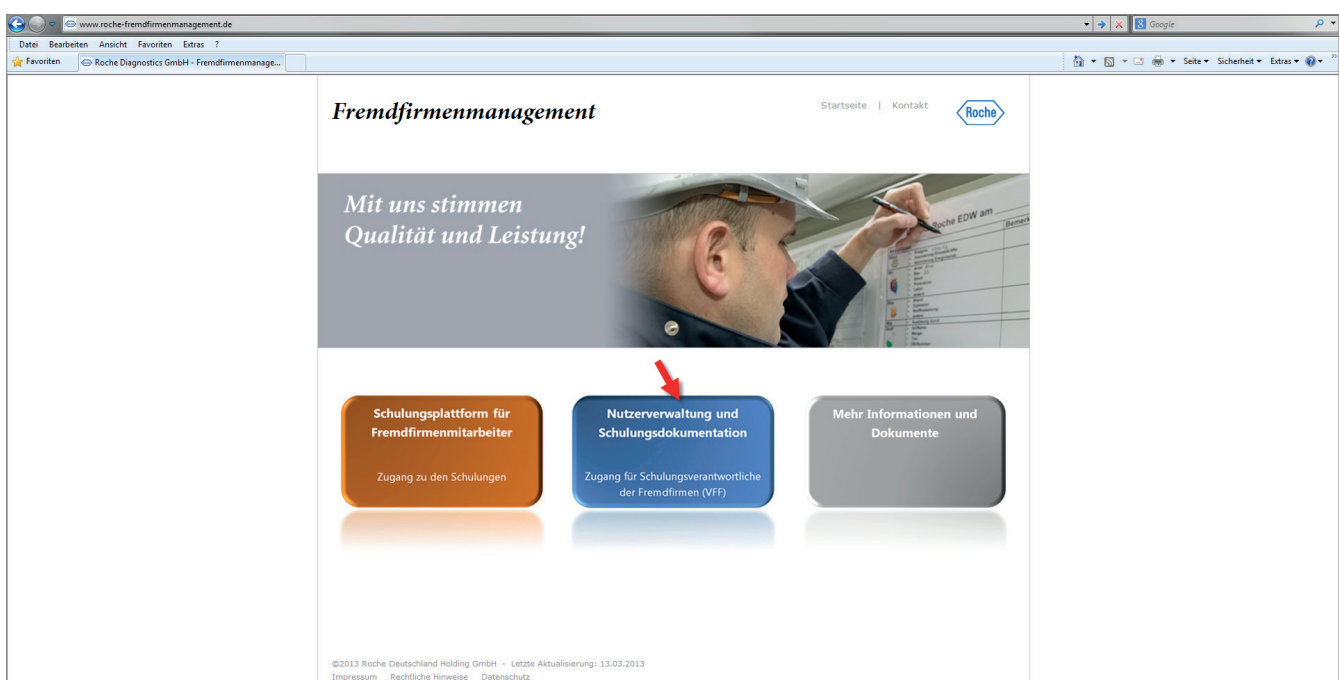 www.roche-fremdfirmenmanagement.de
Google
Datei Bearbeiten Ansicht Favoriten Extras ?
Favoriten
Roche Diagnostics GmbH - Fremdfirmenmanage...
Seite Sicherheit Extras
Fremdfirmenmanagement
Startseite | Kontakt
Roche
Mit uns stimmen
Qualität und Leistung!
Roche EDW am
Schulungsplattform für
Fremdfirmenmitarbeiter
Zugang zu den Schulungen
Nutzerverwaltung und
Schulungsdokumentation
Zugang für Schulungsverantwortliche
der Fremdfirmen (VFF)
Mehr Informationen und
Dokumente
©2013 Roche Deutschland Holding GmbH - Letzte Aktualisierung: 13.03.2013
Impressum Rechtliche Hinweise Datenschutz